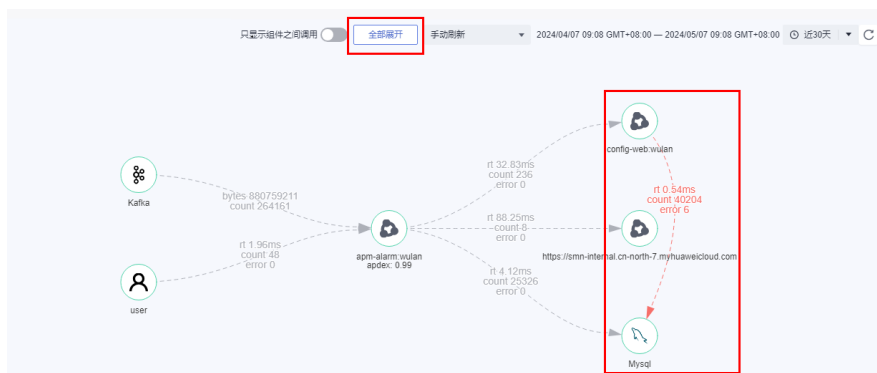 只显示组件之间调用
全部展开
手动刷新
2024/04/07 09:08 GMT+08:00 — 2024/05/07 09:08 GMT+08:00
近30天
config-web:wulan
rt 32.83ms
count 236
error 0
Kafka
bytes 880759211
count 264161
rt 0.54ms
count 40204
error 6
rt 88.25ms
count 8
error 0
rt 1.96ms
count 48
error 0
apm-alarm:wulan
apdex: 0.99
https://smn-internal.cn-north-7.myhuaweicloud.com
rt 4.12ms
count 25326
error 0
user
Mysql